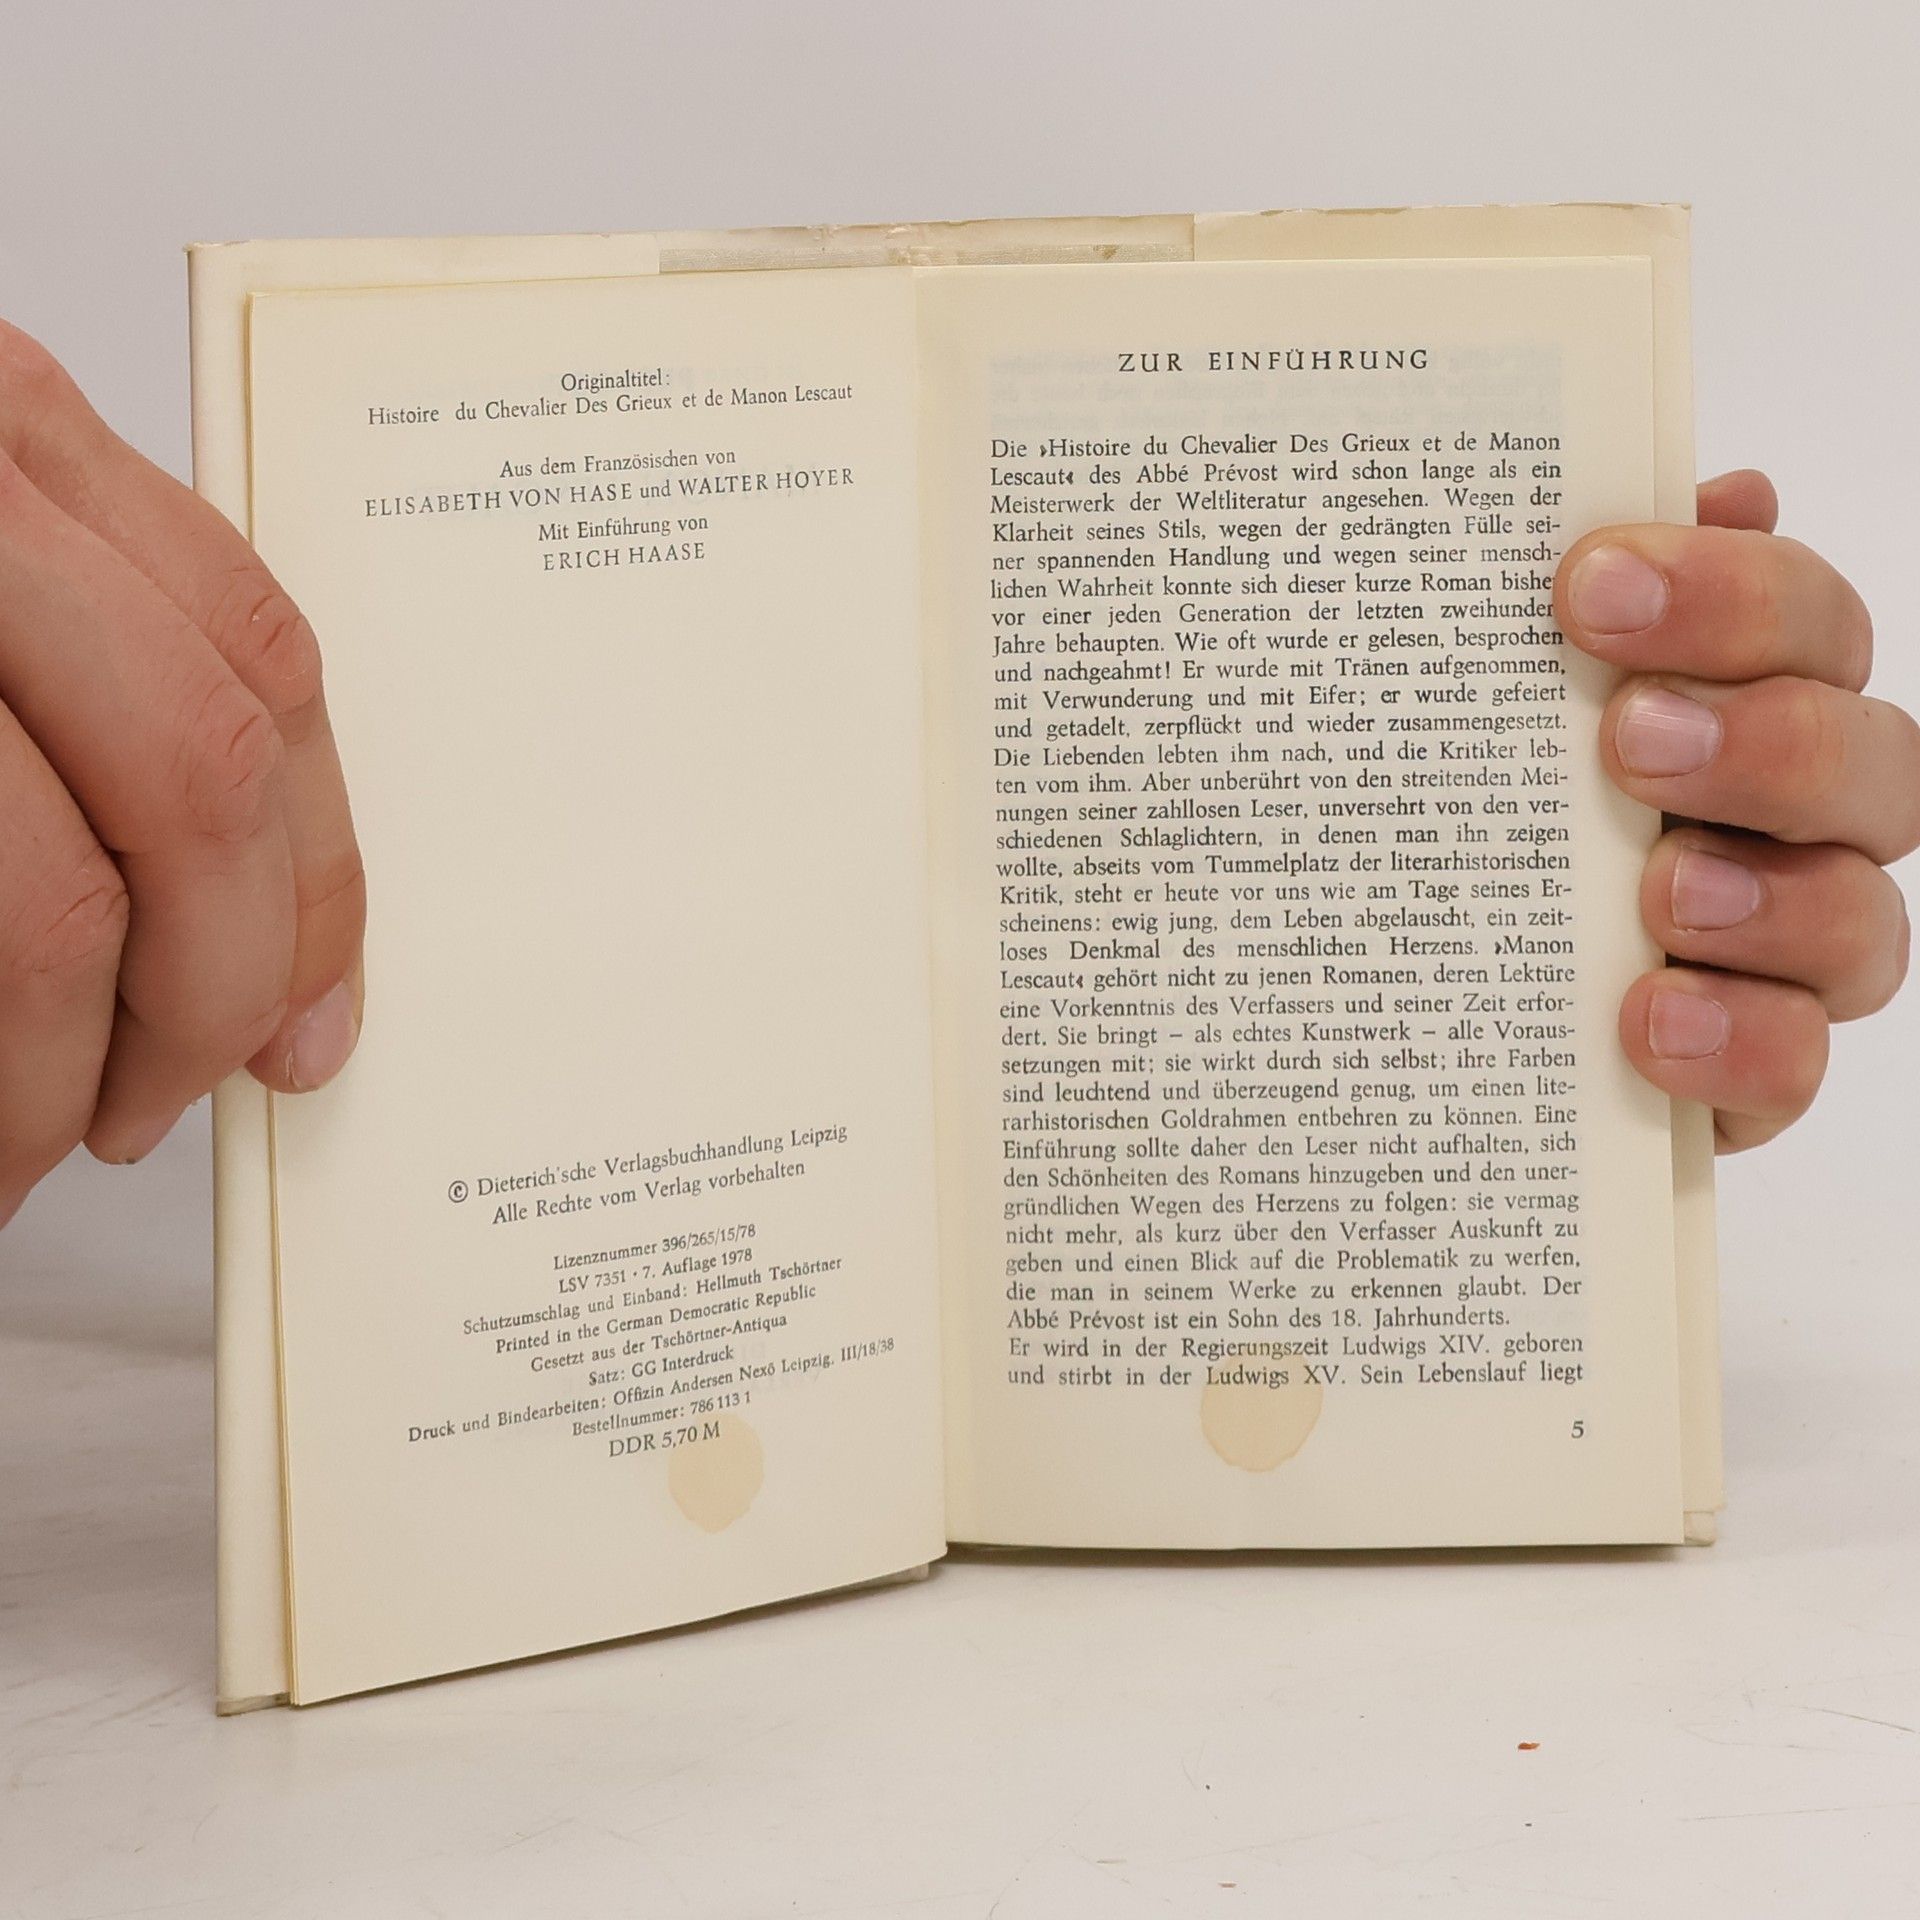 Originaltitel:
Histoire du Chevalier Des Grieux et de Manon Lescaut
Aus dem Französischen von
ELISABETH VON HASE und WALTER HOYER
Mit Einführung von
ERICH HAASE
© Dieterich'sche Verlagsbuchhandlung Leipzig
Alle Rechte vom Verlag vorbehalten
Lizenznummer 396/265/15/78
LSV 7351 · 7. Auflage 1978
Schutzumschlag und Einband: Hellmuth Tschörtner
Printed in the German Democratic Republic
Gesetzt aus der Tschörtner-Antiqua
Satz: GG Interdruck
Druck und Bindearbeiten: Offizin Andersen Nexö Leipzig, III/18/38
Bestellnummer: 786 113 1
DDR 5,70 M
ZUR EINFÜHRUNG
Die ›Histoire du Chevalier Des Grieux et de Manon
Lescaut‹ des Abbé Prévost wird schon lange als ein
Meisterwerk der Weltliteratur angesehen. Wegen der
Klarheit seines Stils, wegen der gedrängten Fülle sei-
ner spannenden Handlung und wegen seiner mensch-
lichen Wahrheit konnte sich dieser kurze Roman bishe
vor einer jeden Generation der letzten zweihunder
Jahre behaupten. Wie oft wurde er gelesen, besprochen
und nachgeahmt! Er wurde mit Tränen aufgenommen,
mit Verwunderung und mit Eifer; er wurde gefeiert
und getadelt, zerpflückt und wieder zusammengesetzt.
Die Liebenden lebten ihm nach, und die Kritiker leb-
ten vom ihm. Aber unberührt von den streitenden Mei-
nungen seiner zahllosen Leser, unversehrt von den ver-
schiedenen Schlaglichtern, in denen man ihn zeigen
wollte, abseits vom Tummelplatz der literarhistorischen
Kritik, steht er heute vor uns wie am Tage seines Er-
scheinens: ewig jung, dem Leben abgelauscht, ein zeit-
loses Denkmal des menschlichen Herzens. ›Manon
Lescaut‹ gehört nicht zu jenen Romanen, deren Lektüre
eine Vorkenntnis des Verfassers und seiner Zeit erfor-
dert. Sie bringt – als echtes Kunstwerk – alle Voraus-
setzungen mit; sie wirkt durch sich selbst; ihre Farben
sind leuchtend und überzeugend genug, um einen lite-
rarhistorischen Goldrahmen entbehren zu können. Eine
Einführung sollte daher den Leser nicht aufhalten, sich
den Schönheiten des Romans hinzugeben und den uner-
gründlichen Wegen des Herzens zu folgen: sie vermag
nicht mehr, als kurz über den Verfasser Auskunft zu
geben und einen Blick auf die Problematik zu werfen,
die man in seinem Werke zu erkennen glaubt. Der
Abbé Prévost ist ein Sohn des 18. Jahrhunderts.
Er wird in der Regierungszeit Ludwigs XIV. geboren
und stirbt in der Ludwigs XV. Sein Lebenslauf liegt
5